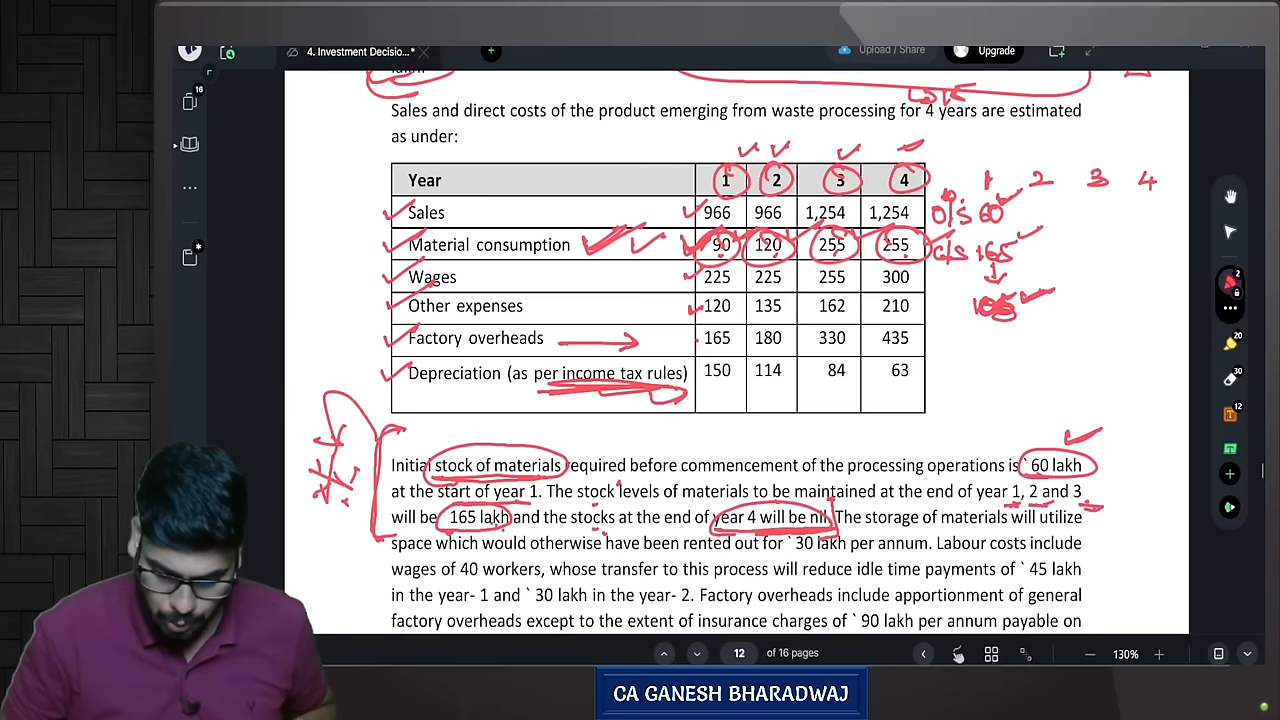 4. Investment Decisio...*
Upload / Share
Upgrade
16
Sales and direct costs of the product emerging from waste processing for 4 years are estimated
as under:
Year 1 2 3 4
1 2 3 4
Sales 966 966 1,254 1,254
O/S 60
Material consumption 90 120 255 255
C/S 165
Wages 225 225 255 300
Other expenses 120 135 162 210
Factory overheads 165 180 330 435
Depreciation (as per income tax rules) 150 114 84 63
Initial stock of materials required before commencement of the processing operations is `60 lakh
at the start of year 1. The stock levels of materials to be maintained at the end of year 1, 2 and 3
will be 165 lakh and the stocks at the end of year 4 will be nil. The storage of materials will utilize
space which would otherwise have been rented out for ` 30 lakh per annum. Labour costs include
wages of 40 workers, whose transfer to this process will reduce idle time payments of ` 45 lakh
in the year- 1 and ` 30 lakh in the year- 2. Factory overheads include apportionment of general
factory overheads except to the extent of insurance charges of ` 90 lakh per annum payable on
2
20
30
12
12 of 16 pages
130%
CA GANESH BHARADWAJ